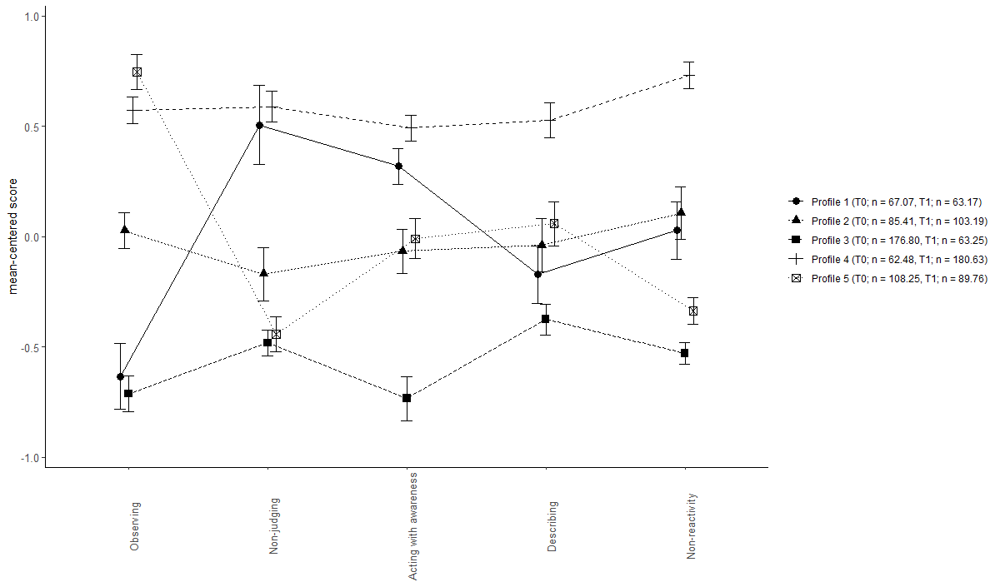 mean-centered score
1.0
0.5
0.0
-0.5
-1.0
Observing
Non-judging
Acting with awareness
Describing
Non-reactivity
Profile 1 (T0; n = 67.07, T1; n = 63.17)
Profile 2 (T0; n = 85.41, T1; n = 103.19)
Profile 3 (T0; n = 176.80, T1; n = 63.25)
Profile 4 (T0; n = 62.48, T1; n = 180.63)
Profile 5 (T0; n = 108.25, T1; n = 89.76)